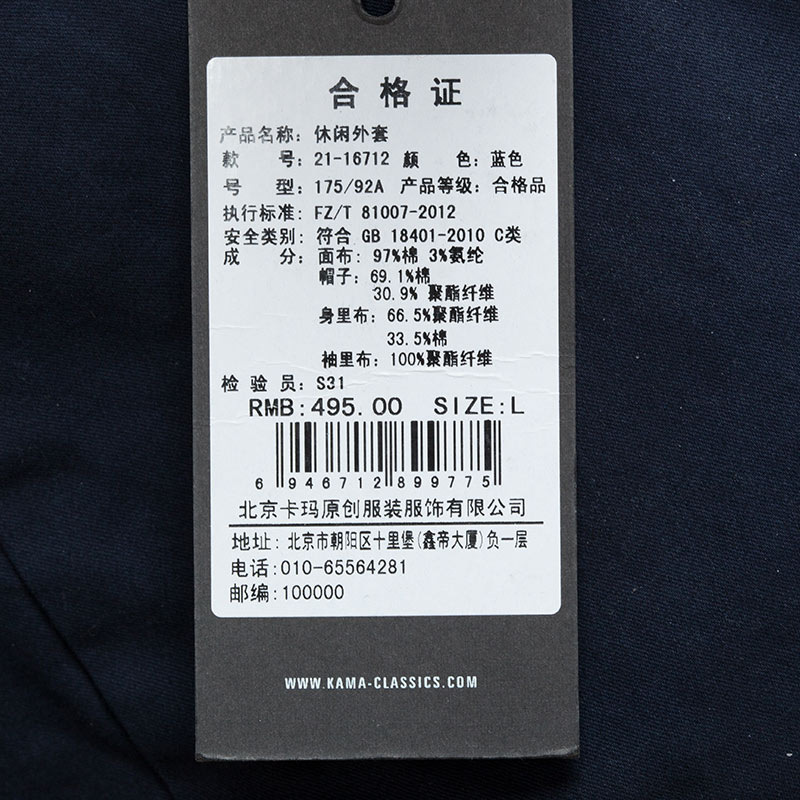 合格证
产品名称: 休闲外套
款 号: 21-16712 颜 色: 蓝色
号 型: 175/92A 产品等级: 合格品
执行标准: FZ/T 81007-2012
安全类别: 符合 GB 18401-2010 C类
成 分: 面布: 97%棉 3%氨纶
帽子: 69.1%棉
30.9% 聚酯纤维
身里布: 66.5%聚酯纤维
33.5%棉
袖里布: 100%聚酯纤维
检 验 员: S31
RMB:495.00 SIZE:L
6 946712 899775
北京卡玛原创服装服饰有限公司
地址: 北京市朝阳区十里堡(鑫帝大厦)负一层
电话:010-65564281
邮编:100000
WWW.KAMA-CLASSICS.COM